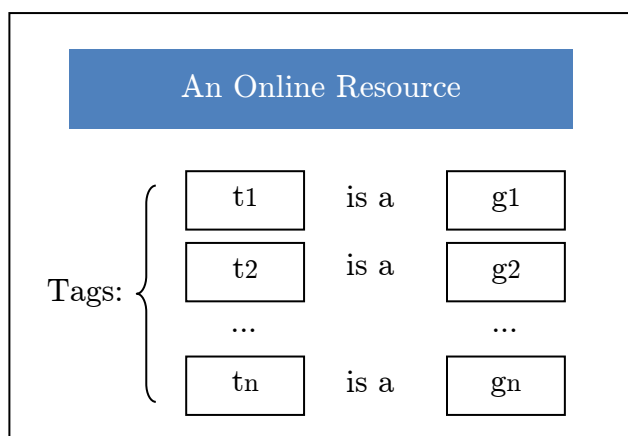 An Online Resource
t1 is a g1
t2 is a g2
Tags:
... ...
tn is a gn